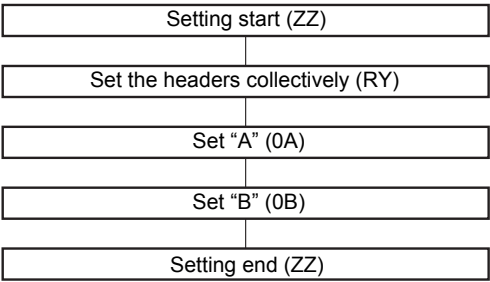 Setting start (ZZ)
Set the headers collectively (RY)
Set “A” (0A)
Set “B” (0B)
Setting end (ZZ)